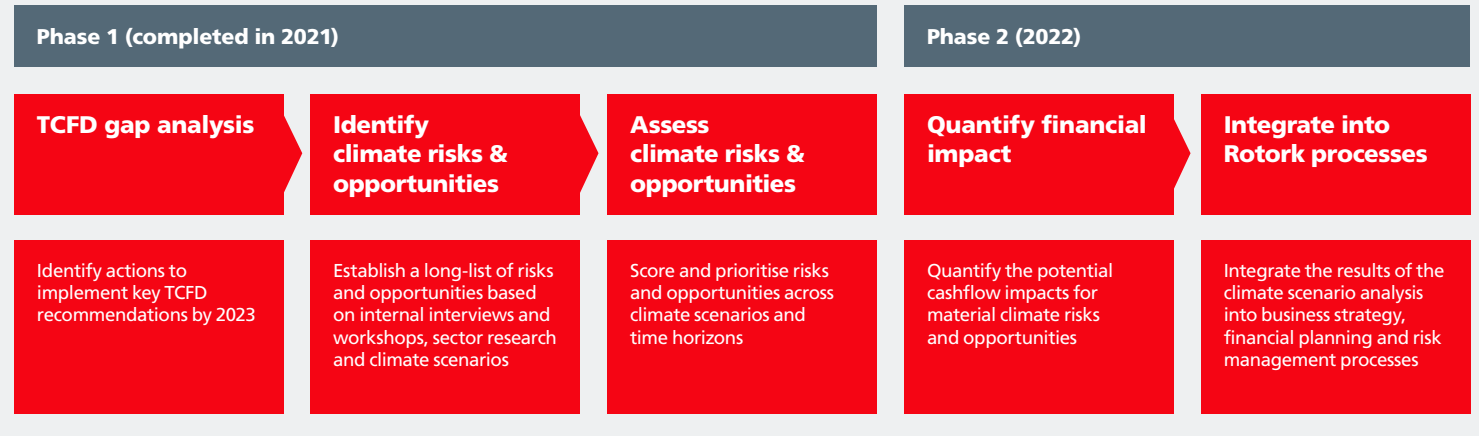 Phase 1 (completed in 2021)
Phase 2 (2022)
TCFD gap analysis
Identify
climate risks &
opportunities
Assess
climate risks &
opportunities
Quantify financial
impact
Integrate into
Rotork processes
Identify actions to
implement key TCFD
recommendations by 2023
Establish a long-list of risks
and opportunities based
on internal interviews and
workshops, sector research
and climate scenarios
Score and prioritise risks
and opportunities across
climate scenarios and
time horizons
Quantify the potential
cashflow impacts for
material climate risks
and opportunities
Integrate the results of the
climate scenario analysis
into business strategy,
financial planning and risk
management processes